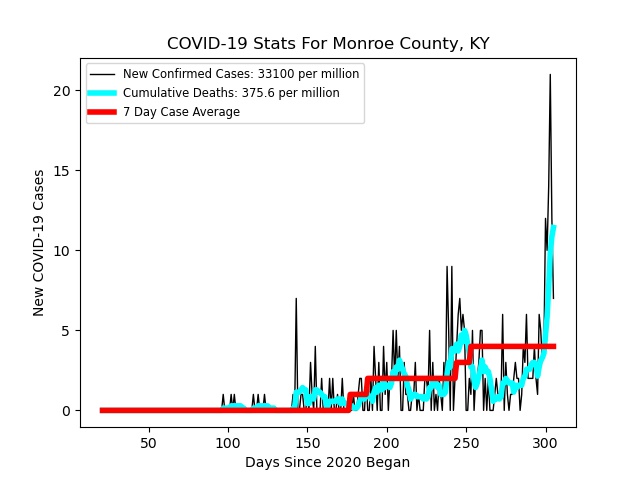 COVID-19 Stats For Monroe County, KY
New Confirmed Cases: 33100 per million
Cumulative Deaths: 375.6 per million
7 Day Case Average
20
15
10
5
0
New COVID-19 Cases
50 100 150 200 250 300
Days Since 2020 Began